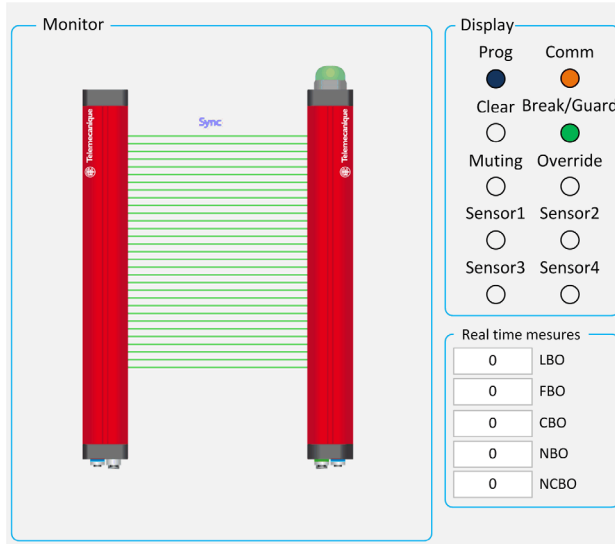 Monitor
Sync
Telemecanique
Telemecanique
Display
Prog Comm
Clear Break/Guard
Muting Override
Sensor1 Sensor2
Sensor3 Sensor4
Real time mesures
0 LBO
0 FBO
0 CBO
0 NBO
0 NCBO